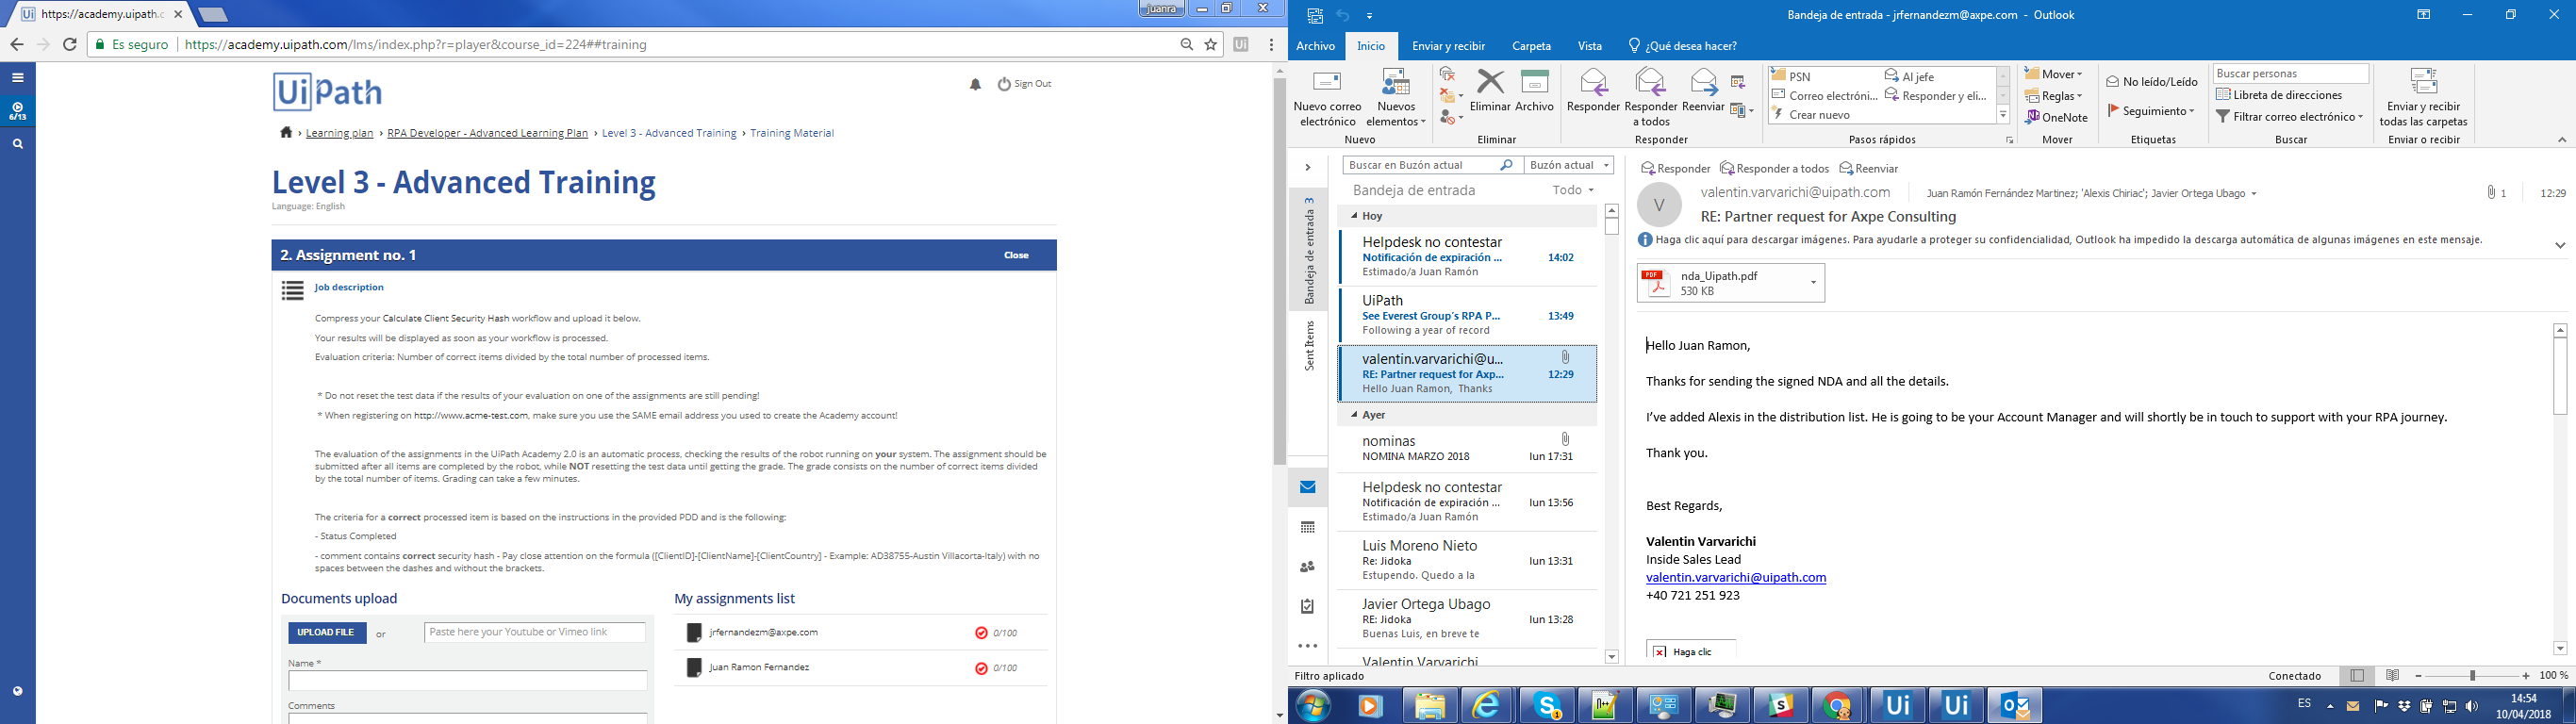 https://academy.uipath.c
juanra
Es seguro
https://academy.uipath.com/lms/index.php?r=player&course_id=224##training
6/13
UiPath
Sign Out
Learning plan › RPA Developer - Advanced Learning Plan › Level 3 - Advanced Training › Training Material
Level 3 - Advanced Training
Language: English
2. Assignment no. 1
Close
Job description
Compress your Calculate Client Security Hash workflow and upload it below.
Your results will be displayed as soon as your workflow is processed.
Evaluation criteria: Number of correct items divided by the total number of processed items.
* Do not reset the test data if the results of your evaluation on one of the assignments are still pending!
* When registering on http://www.acme-test.com, make sure you use the SAME email address you used to create the Academy account!
The evaluation of the assignments in the UiPath Academy 2.0 is an automatic process, checking the results of the robot running on your system. The assignment should be
submitted after all items are completed by the robot, while NOT resetting the test data until getting the grade. The grade consists on the number of correct items divided
by the total number of items. Grading can take a few minutes.
The criteria for a correct processed item is based on the instructions in the provided PDD and is the following:
- Status Completed
- comment contains correct security hash - Pay close attention on the formula ([ClientID]-[ClientName]-[ClientCountry] - Example: AD38755-Austin Villacorta-Italy) with no
spaces between the dashes and without the brackets.
Documents upload
UPLOAD FILE
or
Paste here your Youtube or Vimeo link
Name *
Comments
My assignments list
jrfernandezm@axpe.com
0/100
Juan Ramon Fernandez
0/100
Bandeja de entrada - jrfernandezm@axpe.com - Outlook
Archivo
Inicio
Enviar y recibir
Carpeta
Vista
¿Qué desea hacer?
Nuevo correo
electrónico
Nuevos
elementos
Nuevo
Eliminar
Archivo
Eliminar
Responder
Responder
a todos
Reenviar
Responder
PSN
Correo electróni...
Crear nuevo
Al jefe
Responder y eli...
Pasos rápidos
Mover
Reglas
OneNote
Mover
No leído/Leído
Seguimiento
Etiquetas
Buscar personas
Libreta de direcciones
Filtrar correo electrónico
Buscar
Enviar y recibir
todas las carpetas
Enviar o recibir
Bandeja de entrada 3
Sent Items
Buscar en Buzón actual
Buzón actual
Bandeja de entrada
Todo
Hoy
Helpdesk no contestar
Notificación de expiración ...
14:02
Estimado/a Juan Ramón
UiPath
See Everest Group's RPA P...
13:49
Following a year of record
valentin.varvarichi@u...
RE: Partner request for Axp...
12:29
Hello Juan Ramon, Thanks
Ayer
nominas
NOMINA MARZO 2018
lun 17:31
Helpdesk no contestar
Notificación de expiración ...
lun 13:56
Estimado/a Juan Ramón
Luis Moreno Nieto
Re: Jidoka
lun 13:31
Estupendo. Quedo a la
Javier Ortega Ubago
RE: Jidoka
lun 13:28
Buenas Luis, en breve te
Valentin Varvarichi
Responder
Responder a todos
Reenviar
V
valentin.varvarichi@uipath.com
Juan Ramón Fernández Martinez; 'Alexis Chiriac'; Javier Ortega Ubago
1
12:29
RE: Partner request for Axpe Consulting
Haga clic aquí para descargar imágenes. Para ayudarle a proteger su confidencialidad, Outlook ha impedido la descarga automática de algunas imágenes en este mensaje.
PDF
nda_Uipath.pdf
530 KB
Hello Juan Ramon,
Thanks for sending the signed NDA and all the details.
I've added Alexis in the distribution list. He is going to be your Account Manager and will shortly be in touch to support with your RPA journey.
Thank you.
Best Regards,
Valentin Varvarichi
Inside Sales Lead
valentin.varvarichi@uipath.com
+40 721 251 923
Haga clic
Filtro aplicado
Conectado
100 %
ES
14:54
10/04/2018